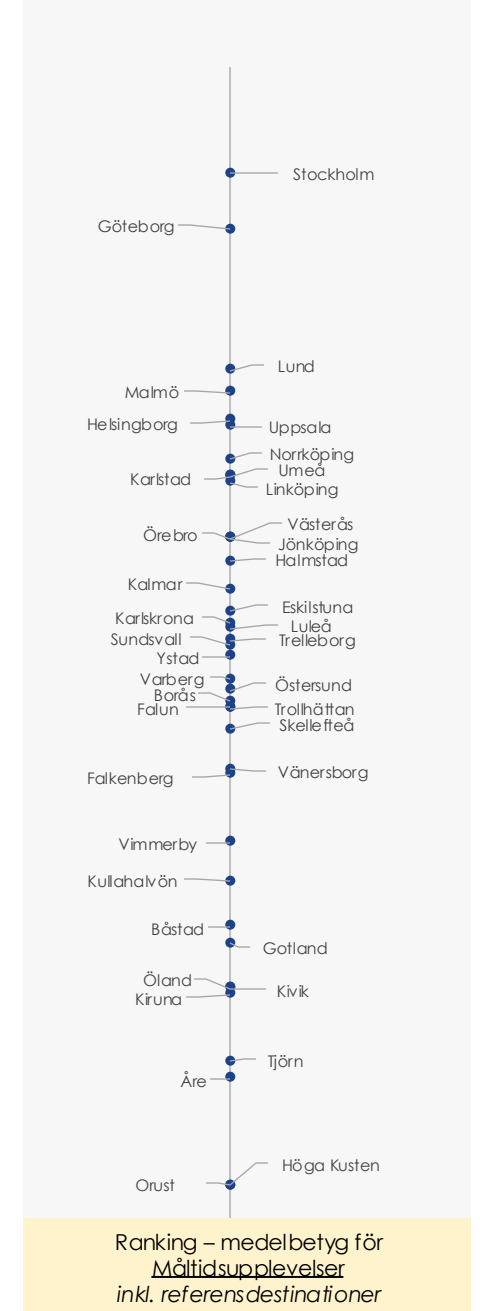 Stockholm
Göteborg
Lund
Malmö
Helsingborg
Uppsala
Norrköping
Umeå
Karlstad
Linköping
Västerås
Örebro
Jönköping
Halmstad
Kalmar
Eskilstuna
Karlskrona
Luleå
Sundsvall
Trelleborg
Ystad
Varberg
Östersund
Borås
Falun
Trollhättan
Skellefteå
Vänersborg
Falkenberg
Vimmerby
Kullahalvön
Båstad
Gotland
Öland
Kivik
Kiruna
Tjörn
Åre
Höga Kusten
Orust
Ranking – medelbetyg för
Måltidsupplevelser
inkl. referensdestinationer